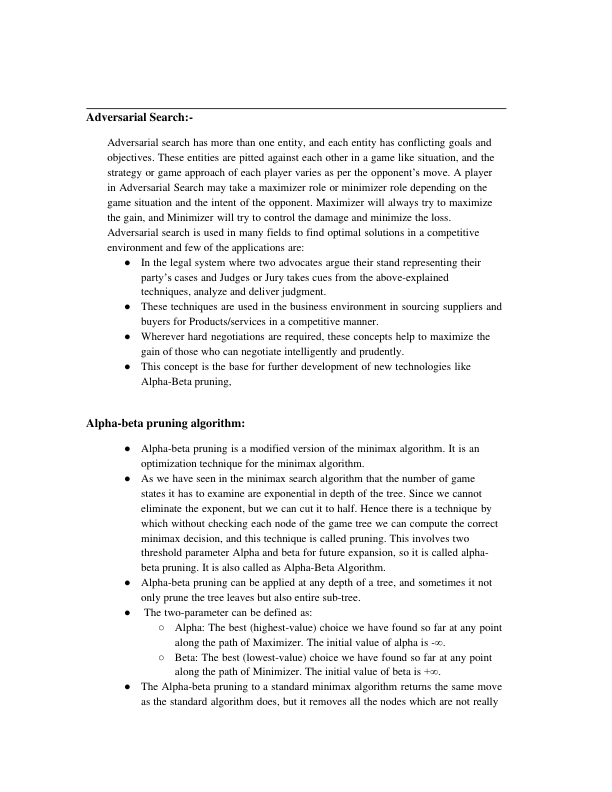 Adversarial Search:-
Adversarial search has more than one entity, and each entity has conflicting goals and
objectives. These entities are pitted against each other in a game like situation, and the
strategy or game approach of each player varies as per the opponent’s move. A player
in Adversarial Search may take a maximizer role or minimizer role depending on the
game situation and the intent of the opponent. Maximizer will always try to maximize
the gain, and Minimizer will try to control the damage and minimize the loss.
Adversarial search is used in many fields to find optimal solutions in a competitive
environment and few of the applications are:
● In the legal system where two advocates argue their stand representing their
party’s cases and Judges or Jury takes cues from the above-explained
techniques, analyze and deliver judgment.
● These techniques are used in the business environment in sourcing suppliers and
buyers for Products/services in a competitive manner.
● Wherever hard negotiations are required, these concepts help to maximize the
gain of those who can negotiate intelligently and prudently.
● This concept is the base for further development of new technologies like
Alpha-Beta pruning,
Alpha-beta pruning algorithm:
● Alpha-beta pruning is a modified version of the minimax algorithm. It is an
optimization technique for the minimax algorithm.
● As we have seen in the minimax search algorithm that the number of game
states it has to examine are exponential in depth of the tree. Since we cannot
eliminate the exponent, but we can cut it to half. Hence there is a technique by
which without checking each node of the game tree we can compute the correct
minimax decision, and this technique is called pruning. This involves two
threshold parameter Alpha and beta for future expansion, so it is called alpha-
beta pruning. It is also called as Alpha-Beta Algorithm.
● Alpha-beta pruning can be applied at any depth of a tree, and sometimes it not
only prune the tree leaves but also entire sub-tree.
● The two-parameter can be defined as:
○ Alpha: The best (highest-value) choice we have found so far at any point
along the path of Maximizer. The initial value of alpha is -∞.
○ Beta: The best (lowest-value) choice we have found so far at any point
along the path of Minimizer. The initial value of beta is +∞.
● The Alpha-beta pruning to a standard minimax algorithm returns the same move
as the standard algorithm does, but it removes all the nodes which are not really